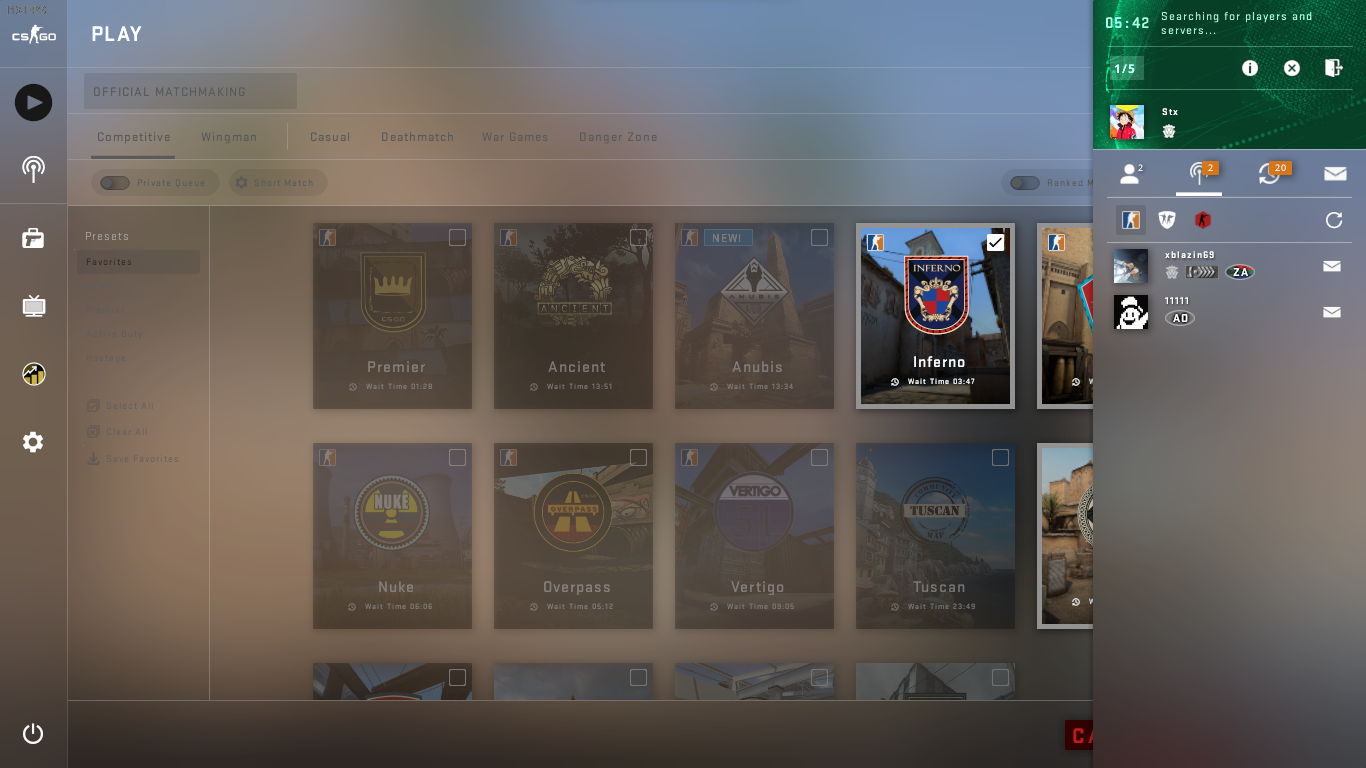 CS GO
PLAY
OFFICIAL MATCHMAKING
Competitive
Wingman
Casual
Deathmatch
War Games
Danger Zone
Private Queue
Short Match
Ranked
Presets
Favorites
Active Duty
Hostage
Select All
Clear All
Save Favorites
CSGO
Premier
Wait Time 01:28
ANCIENT
Ancient
Wait Time 13:51
NEW!
ANUBIS
Anubis
Wait Time 13:34
INFERNO
Inferno
Wait Time 03:47
NUKE
Nuke
Wait Time 06:06
OVERPASS
Overpass
Wait Time 05:12
VERTIGO
Vertigo
Wait Time 09:05
TUSCAN
Tuscan
Wait Time 23:49
05:42
Searching for players and
servers...
1/5
Stx
2
2
20
xblazin69
ZA
11111
AD